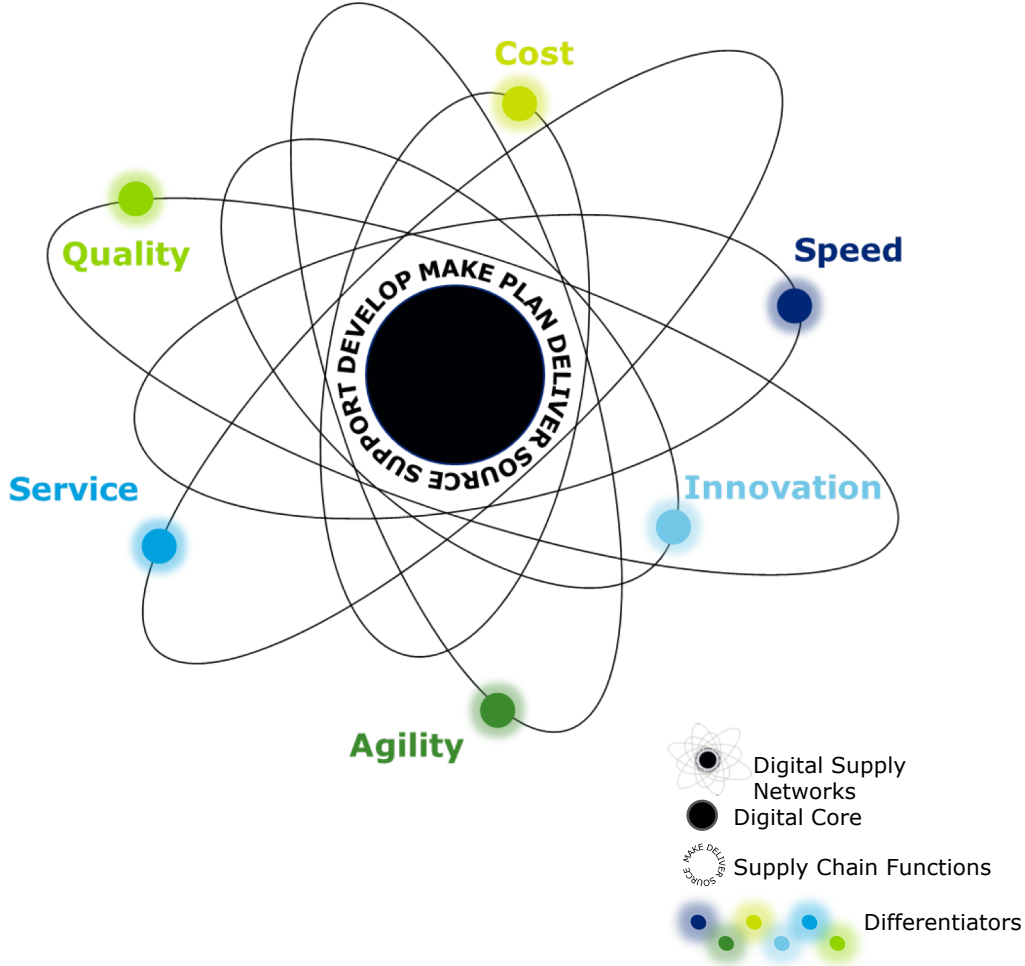 Cost
Quality
Speed
DEVELOP MAKE PLAN DELIVER SOURCE SUPPORT
Service
Innovation
Agility
Digital Supply
Networks
Digital Core
MAKE DELIVER SOURCE
Supply Chain Functions
Differentiators